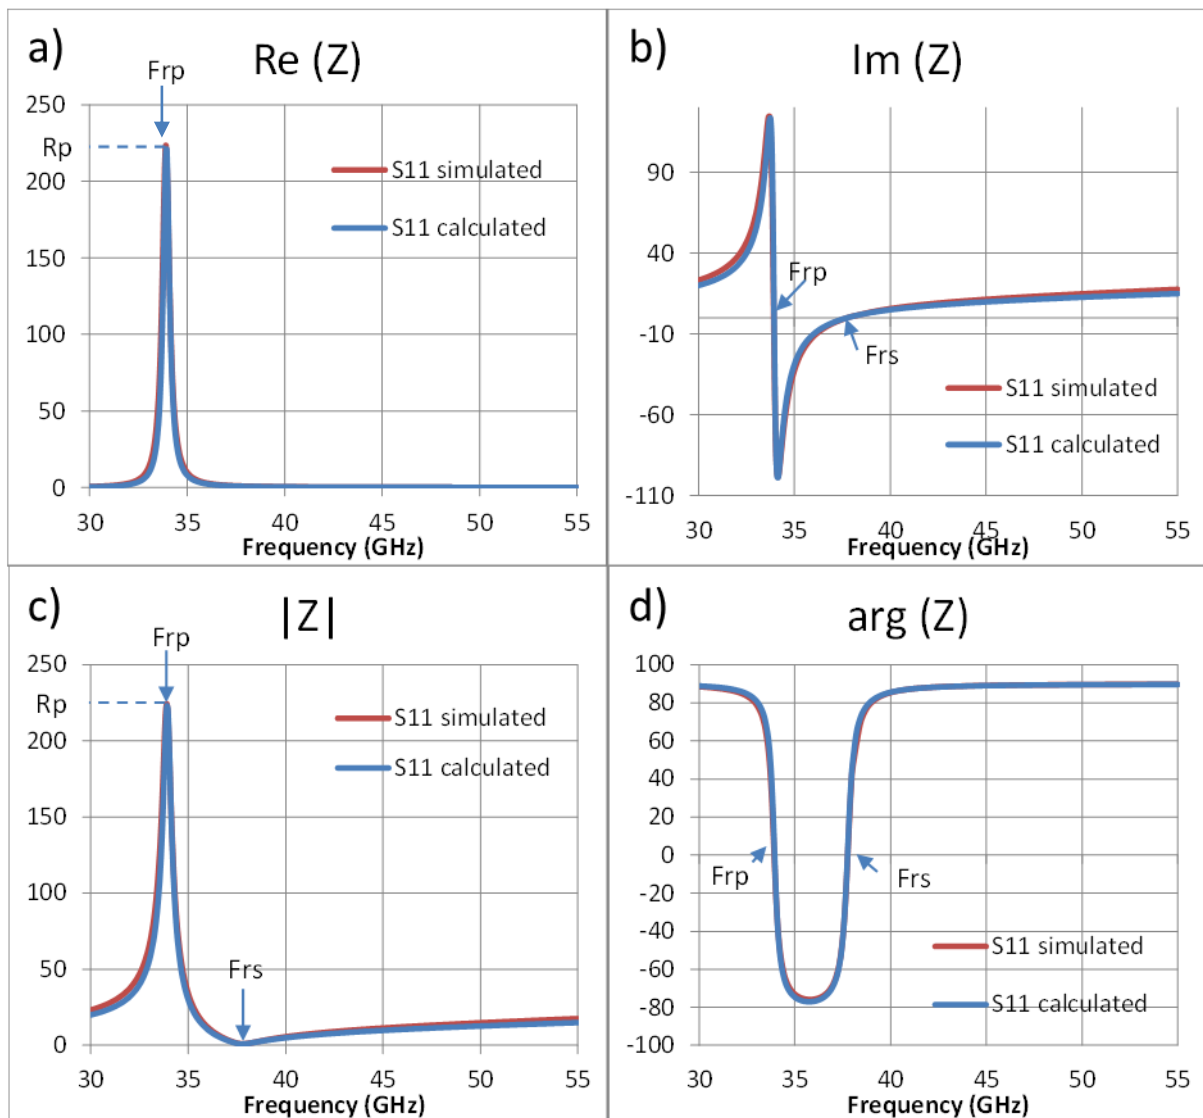 a)
Re (Z)
Frp
250
Rp
200
150
100
50
0
S11 simulated
S11 calculated
30 35 40 45 50 55
Frequency (GHz)
b)
Im (Z)
90
40
-10
-60
-110
Frp
Frs
S11 simulated
S11 calculated
30 35 40 45 50 55
Frequency (GHz)
c)
|Z|
Frp
250
Rp
200
150
100
50
0
S11 simulated
S11 calculated
Frs
30 35 40 45 50 55
Frequency (GHz)
d)
arg (Z)
100
80
60
40
20
0
-20
-40
-60
-80
-100
Frp
Frs
S11 simulated
S11 calculated
30 35 40 45 50 55
Frequency (GHz)